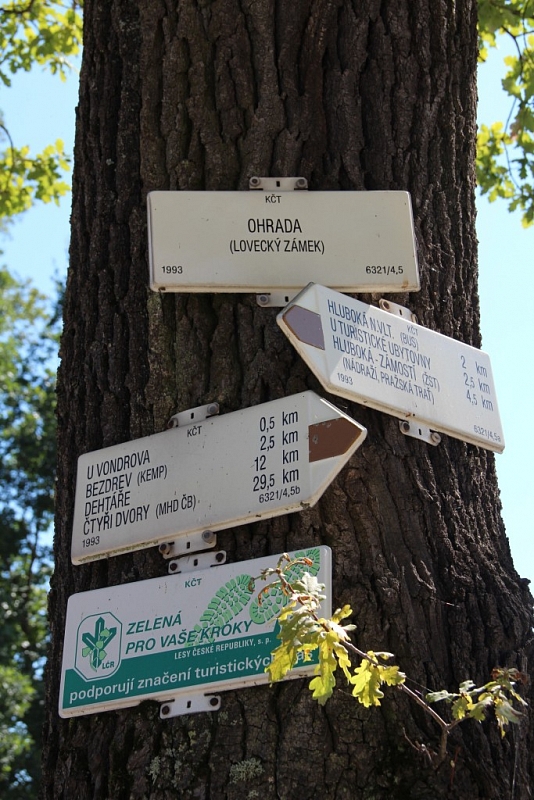 KČT
OHRADA
(LOVECKÝ ZÁMEK)
1993 6321/4,5
KČT
HLUBOKÁ N.VLT. (BUS) 2 km
U TURISTICKÉ UBYTOVNY 2,5 km
HLUBOKÁ - ZÁMOSTÍ (ŽST) 4,5 km
(NÁDRAŽÍ, PRAŽSKÁ TRAŤ)
1993 6321/4,5a
KČT
U VONDROVA 0,5 km
BEZDREV (KEMP) 2,5 km
DEHTÁŘE 12 km
ČTYŘI DVORY (MHD ČB) 29,5 km
1993 6321/4,5b
KČT
ZELENÁ
PRO VAŠE KROKY
LČR
LESY ČESKÉ REPUBLIKY, s. p.
podporují značení turistických